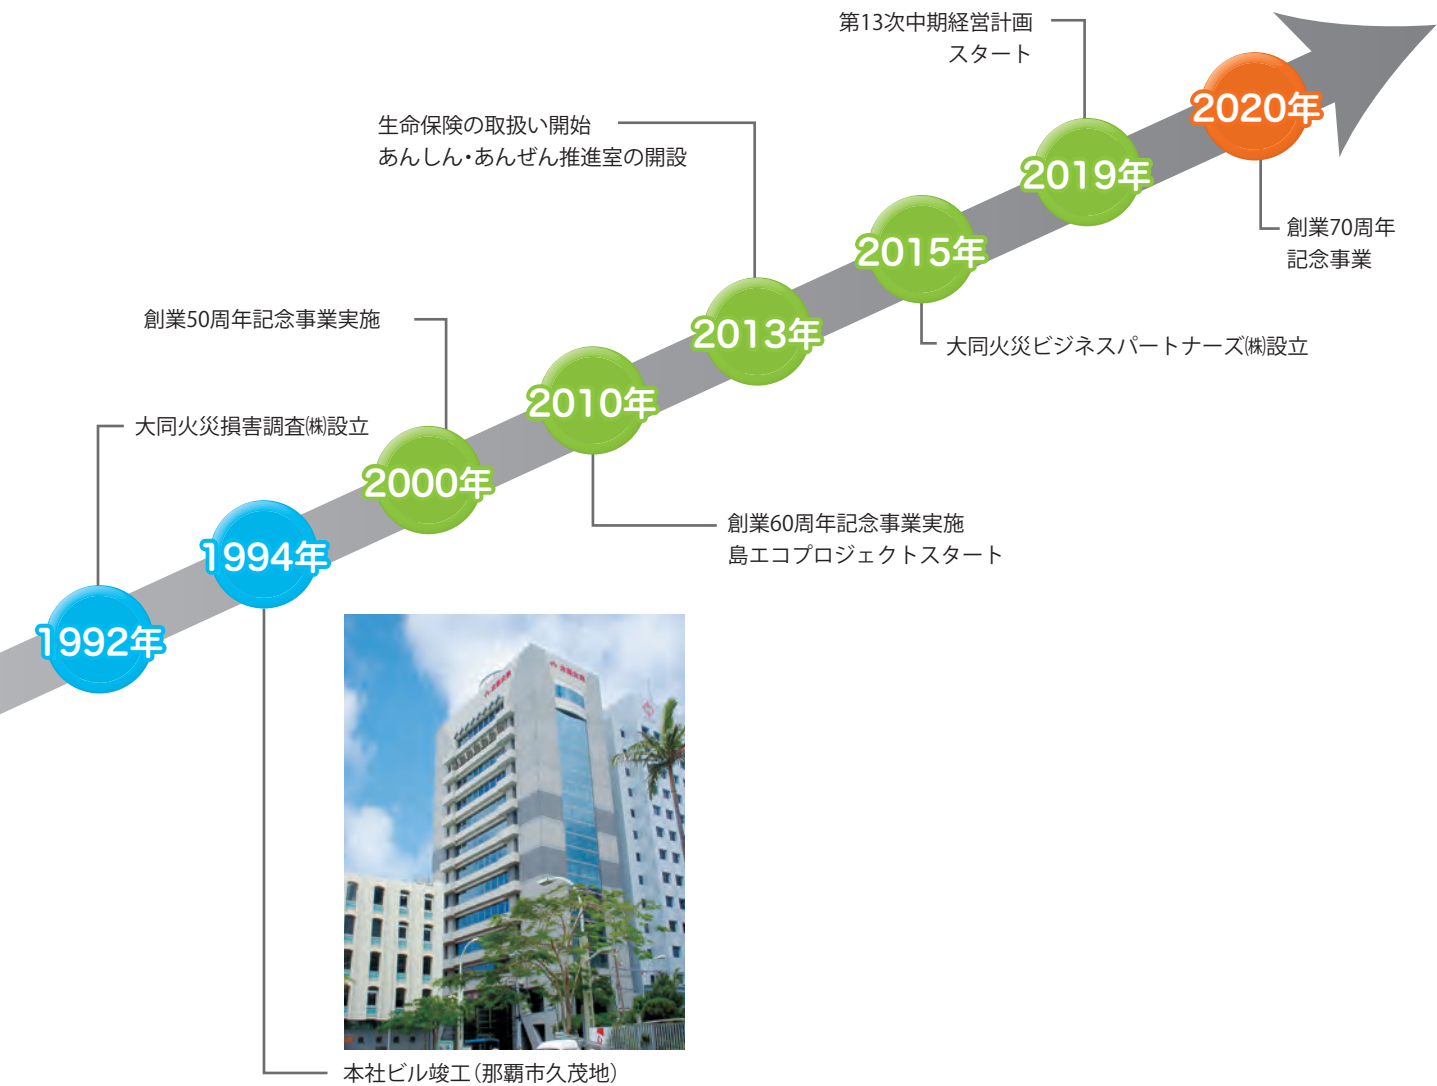 第13次中期経営計画
スタート
2020年
生命保険の取扱い開始
あんしん・あんぜん推進室の開設
2019年
創業70周年
記念事業
2015年
創業50周年記念事業実施
2013年
大同火災ビジネスパートナーズ㈱設立
2010年
大同火災損害調査㈱設立
2000年
創業60周年記念事業実施
島エコプロジェクトスタート
1994年
1992年
本社ビル竣工（那覇市久茂地）